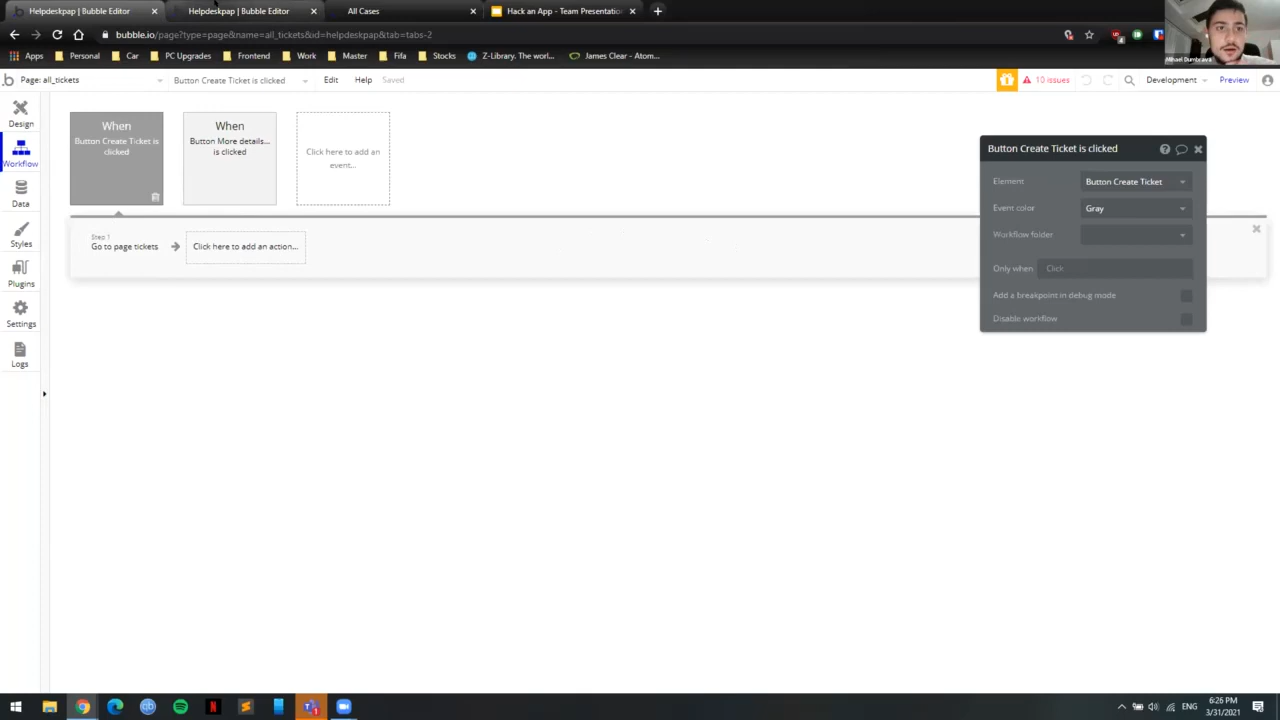 Helpdeskpap | Bubble Editor
Helpdeskpap | Bubble Editor
All Cases
Hack an App - Team Presentatio
bubble.io/page?type=page&name=all_tickets&id=helpdeskpap&tab=tabs-2
Apps
Personal
Car
PC Upgrades
Frontend
Work
Master
Fifa
Stocks
Z-Library. The worl...
James Clear - Atom...
Mihael Dumbrava
Page: all_tickets
Button Create Ticket is clicked
Edit
Help
Saved
10 issues
Development
Preview
Design
Workflow
Data
Styles
Plugins
Settings
Logs
When
Button Create Ticket is
clicked
When
Button More details...
is clicked
Click here to add an
event...
Step 1
Go to page tickets
Click here to add an action...
Button Create Ticket is clicked
Element
Button Create Ticket
Event color
Gray
Workflow folder
Only when
Click
Add a breakpoint in debug mode
Disable workflow
ENG
6:26 PM
3/31/2021